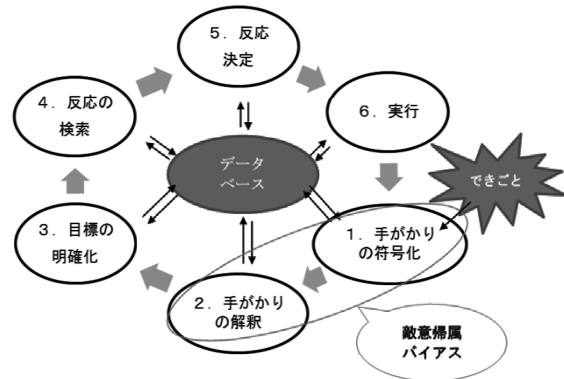 5．反応
決定
4．反応の
検索
6．実行
データ
ベース
できごと
3．目標の
明確化
1．手がかり
の符号化
2．手がかり
の解釈
敵意帰属
バイアス